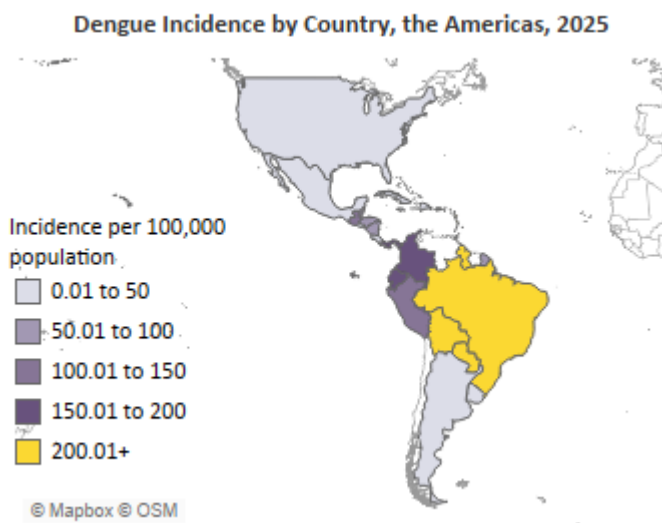 Dengue Incidence by Country, the Americas, 2025
Incidence per 100,000
population
0.01 to 50
50.01 to 100
100.01 to 150
150.01 to 200
200.01+
© Mapbox © OSM